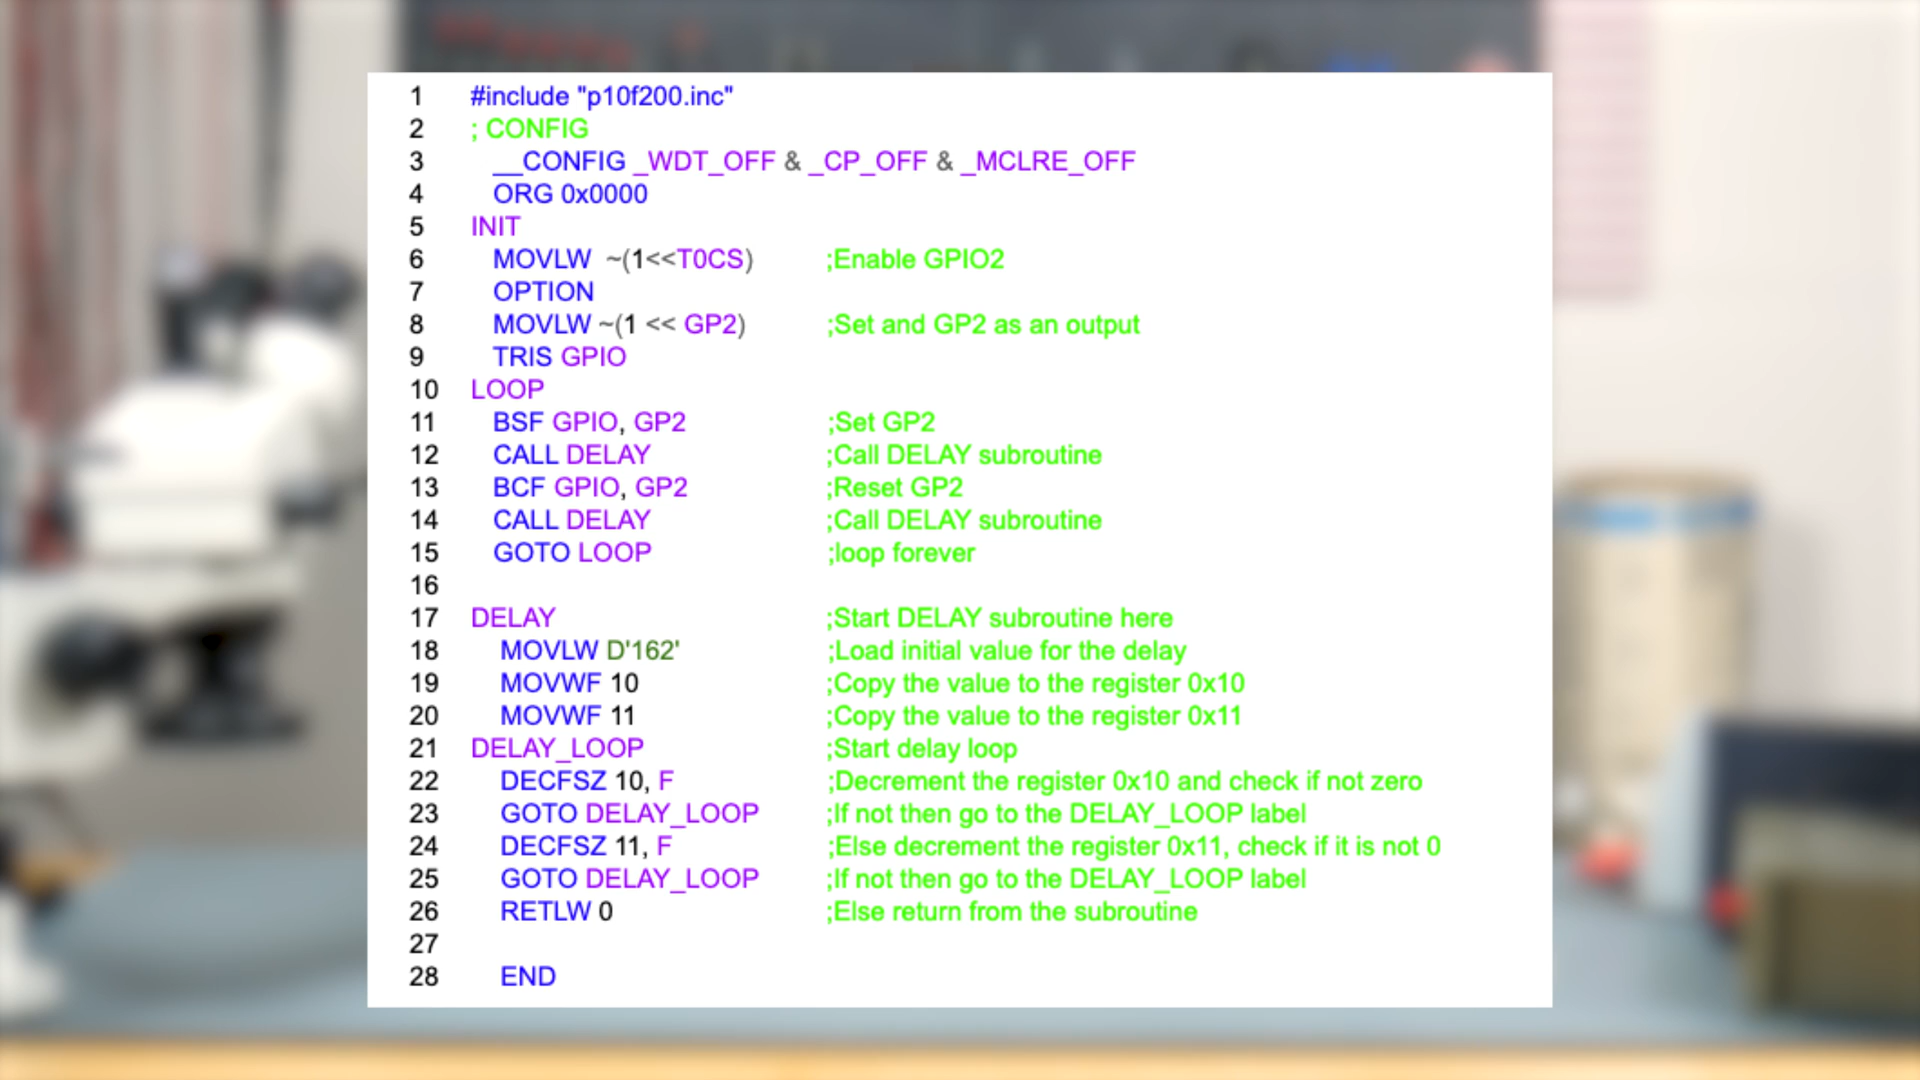 1 #include "p10f200.inc"
2 ; CONFIG
3 __CONFIG _WDT_OFF & _CP_OFF & _MCLRE_OFF
4 ORG 0x0000
5 INIT
6 MOVLW ~(1<<T0CS) ;Enable GPIO2
7 OPTION
8 MOVLW ~(1 << GP2) ;Set and GP2 as an output
9 TRIS GPIO
10 LOOP
11 BSF GPIO, GP2 ;Set GP2
12 CALL DELAY ;Call DELAY subroutine
13 BCF GPIO, GP2 ;Reset GP2
14 CALL DELAY ;Call DELAY subroutine
15 GOTO LOOP ;loop forever
16
17 DELAY ;Start DELAY subroutine here
18 MOVLW D'162' ;Load initial value for the delay
19 MOVWF 10 ;Copy the value to the register 0x10
20 MOVWF 11 ;Copy the value to the register 0x11
21 DELAY_LOOP ;Start delay loop
22 DECFSZ 10, F ;Decrement the register 0x10 and check if not zero
23 GOTO DELAY_LOOP ;If not then go to the DELAY_LOOP label
24 DECFSZ 11, F ;Else decrement the register 0x11, check if it is not 0
25 GOTO DELAY_LOOP ;If not then go to the DELAY_LOOP label
26 RETLW 0 ;Else return from the subroutine
27
28 END